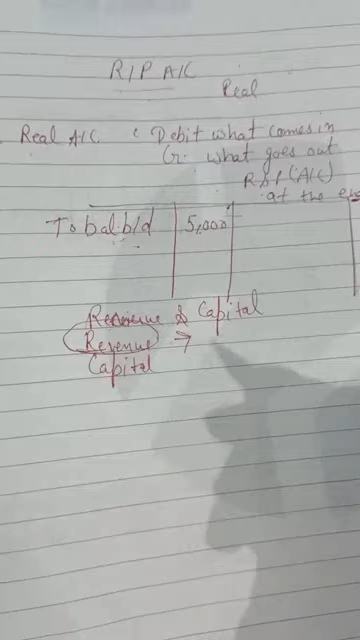 R/P A/C
Real
Real A/C : Debit what comes in
Cr. what goes out
R & P (A/C)
at the
To bal. b/d 5,000
Revenue & Capital
Revenue →
Capital